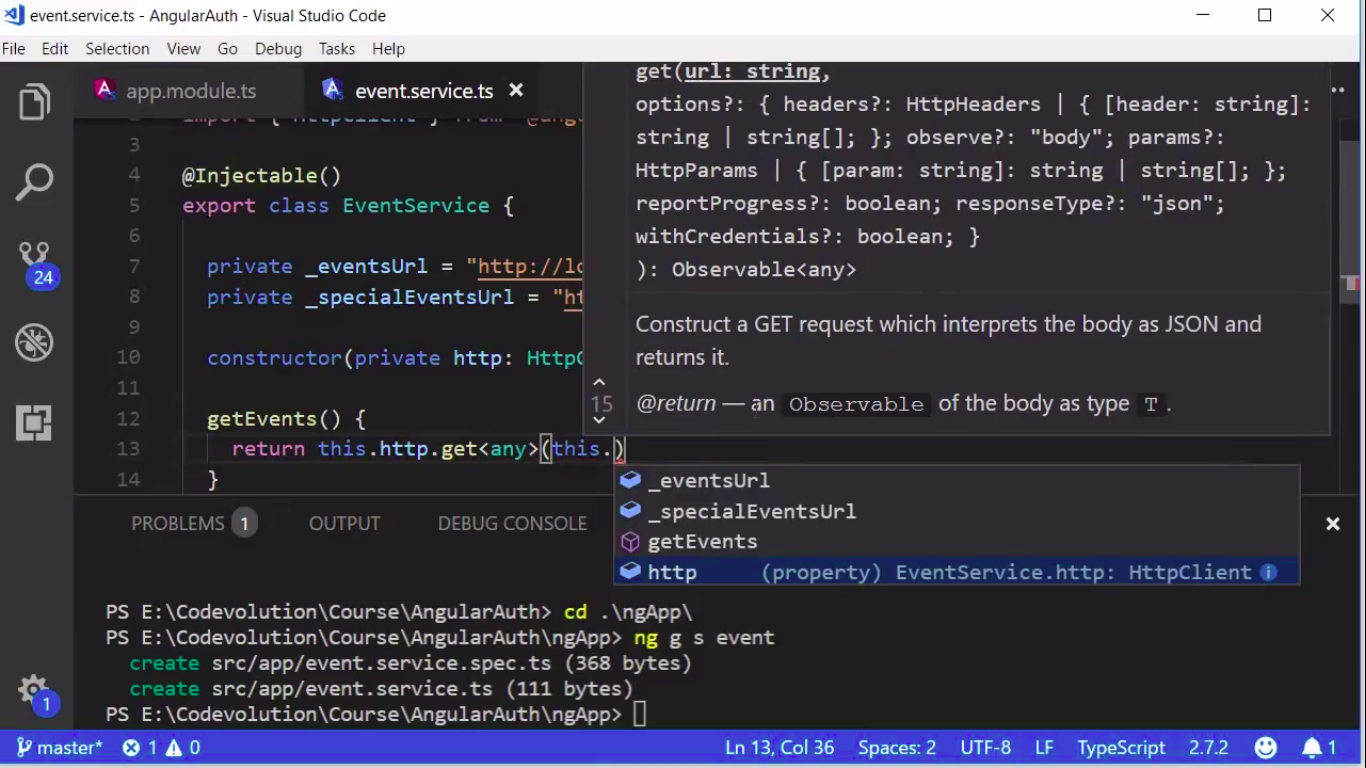 event.service.ts - AngularAuth - Visual Studio Code
File Edit Selection View Go Debug Tasks Help
app.module.ts event.service.ts
get(url: string,
options?: { headers?: HttpHeaders | { [header: string]:
string | string[]; }; observe?: "body"; params?:
HttpParams | { [param: string]: string | string[]; };
reportProgress?: boolean; responseType?: "json";
withCredentials?: boolean; }
): Observable<any>
Construct a GET request which interprets the body as JSON and
returns it.
15
@return — an Observable of the body as type T.
import { HttpClient } from '@ang
3
4 @Injectable()
5 export class EventService {
6
7 private _eventsUrl = "http://lo
8 private _specialEventsUrl = "ht
9
10 constructor(private http: HttpC
11
12 getEvents() {
13 return this.http.get<any>(this.)
14 }
_eventsUrl
_specialEventsUrl
getEvents
http (property) EventService.http: HttpClient
PROBLEMS 1 OUTPUT DEBUG CONSOLE
PS E:\Codevolution\Course\AngularAuth> cd .\ngApp\
PS E:\Codevolution\Course\AngularAuth\ngApp> ng g s event
create src/app/event.service.spec.ts (368 bytes)
create src/app/event.service.ts (111 bytes)
PS E:\Codevolution\Course\AngularAuth\ngApp>
24
1
master* 1 0 Ln 13, Col 36 Spaces: 2 UTF-8 LF TypeScript 2.7.2 1